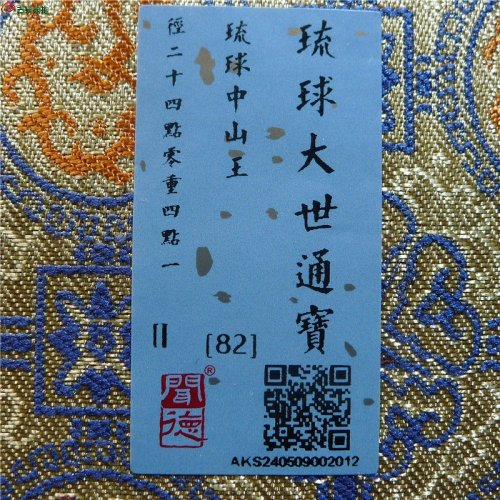 琉球大世通寶
琉球中山王
徑二十四點零重四點一
II
[82]
聞德®
AKS240509002012